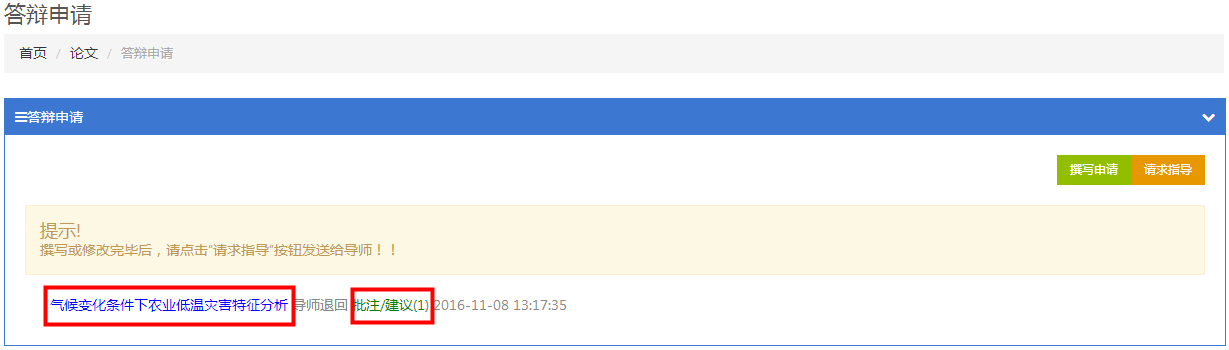 答辩申请
首页 / 论文 / 答辩申请
答辩申请
撰写申请 请求指导
提示!
撰写或修改完毕后，请点击"请求指导"按钮发送给导师！！
气候变化条件下农业低温灾害特征分析 导师退回 批注/建议(1) 2016-11-08 13:17:35